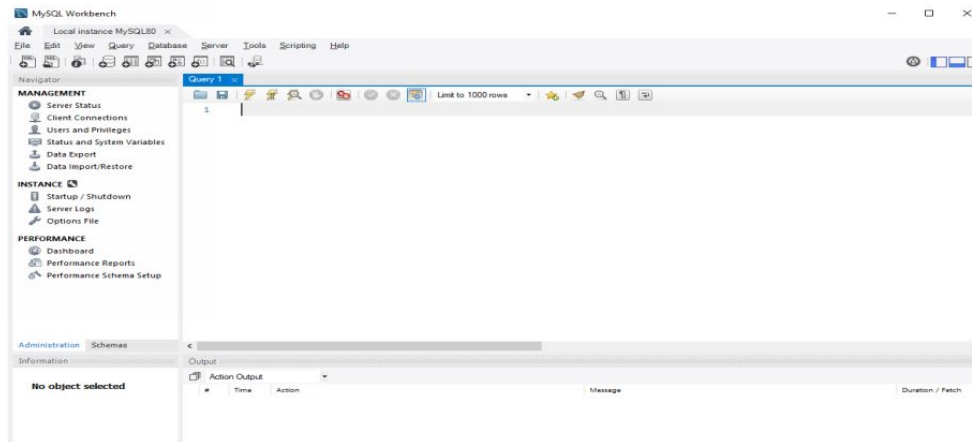 MySQL Workbench
Local instance MySQL80
File Edit View Query Database Server Tools Scripting Help
Navigator
Query 1
MANAGEMENT
Server Status
Client Connections
Users and Privileges
Status and System Variables
Data Export
Data Import/Restore
INSTANCE
Startup / Shutdown
Server Logs
Options File
PERFORMANCE
Dashboard
Performance Reports
Performance Schema Setup
Administration Schemas
Information
No object selected
Limit to 1000 rows
1
Output
Action Output
# Time Action Message Duration / Fetch